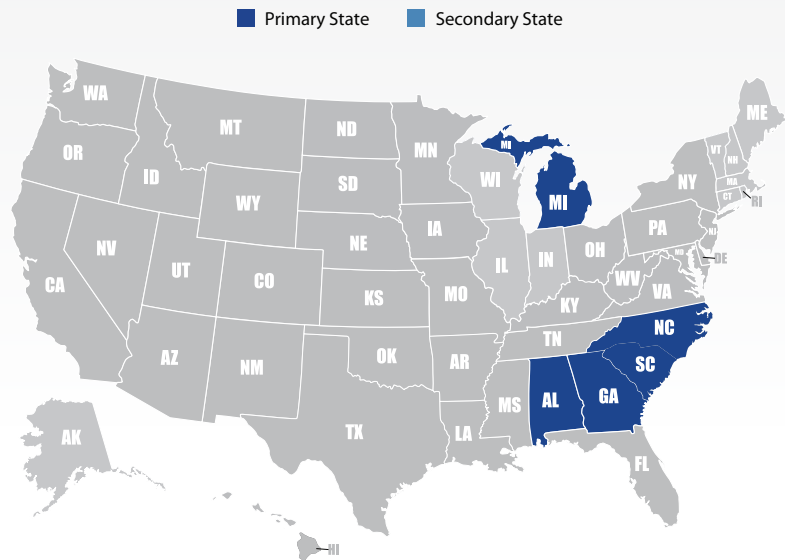 Primary State Secondary State
WA
MT
ND
MN
OR
ID
WY
SD
WI
MI
MI
ME
VT
NH
NY
MA
CT
RI
NV
UT
CO
NE
IA
IL
IN
OH
PA
NJ
MD
DE
CA
KS
MO
KY
WV
VA
AZ
NM
OK
AR
TN
NC
SC
MS
AL
GA
TX
LA
FL
AK
HI